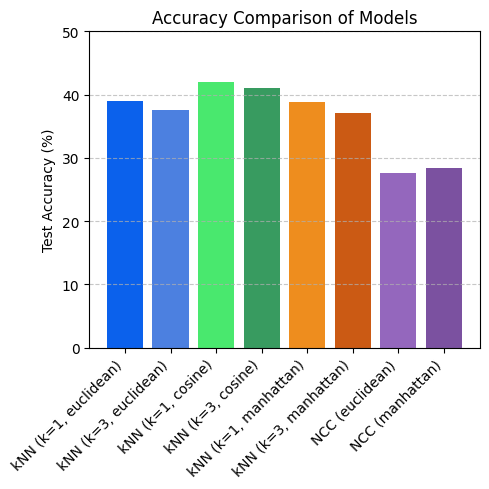 Accuracy Comparison of Models
Test Accuracy (%)
50
40
30
20
10
0
kNN (k=1, euclidean)
kNN (k=3, euclidean)
kNN (k=1, cosine)
kNN (k=3, cosine)
kNN (k=1, manhattan)
kNN (k=3, manhattan)
NCC (euclidean)
NCC (manhattan)